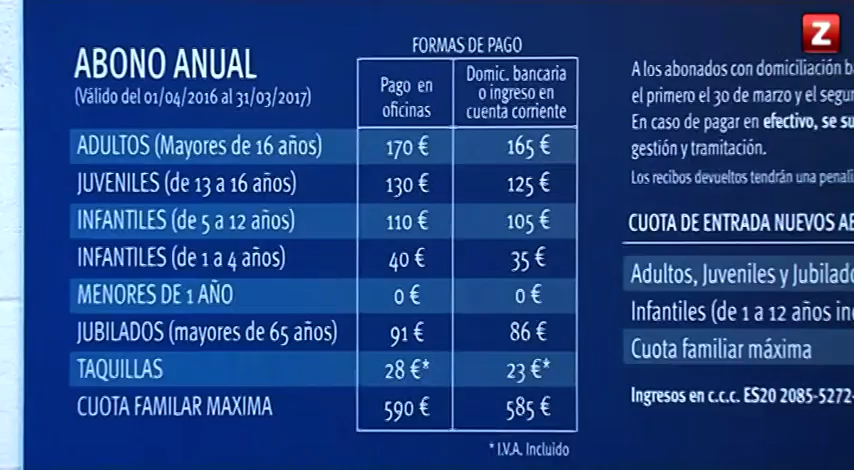 Z
FORMAS DE PAGO
ABONO ANUAL
(Válido del 01/04/2016 al 31/03/2017)
Pago en
oficinas
Domic. bancaria
o ingreso en
cuenta corriente
ADULTOS (Mayores de 16 años) 170 € 165 €
JUVENILES (de 13 a 16 años) 130 € 125 €
INFANTILES (de 5 a 12 años) 110 € 105 €
INFANTILES (de 1 a 4 años) 40 € 35 €
MENORES DE 1 AÑO 0 € 0 €
JUBILADOS (mayores de 65 años) 91 € 86 €
TAQUILLAS 28 €* 23 €*
CUOTA FAMILAR MAXIMA 590 € 585 €
* I.V.A. Incluido
A los abonados con domiciliación
el primero el 30 de marzo y el
En caso de pagar en efectivo, se
gestión y tramitación.
Los recibos devueltos tendrán una
CUOTA DE ENTRADA NUEVOS
Adultos, Juveniles y
Infantiles (de 1 a 12 años
Cuota familiar máxima
Ingresos en c.c.c. ES20 2085-5272-